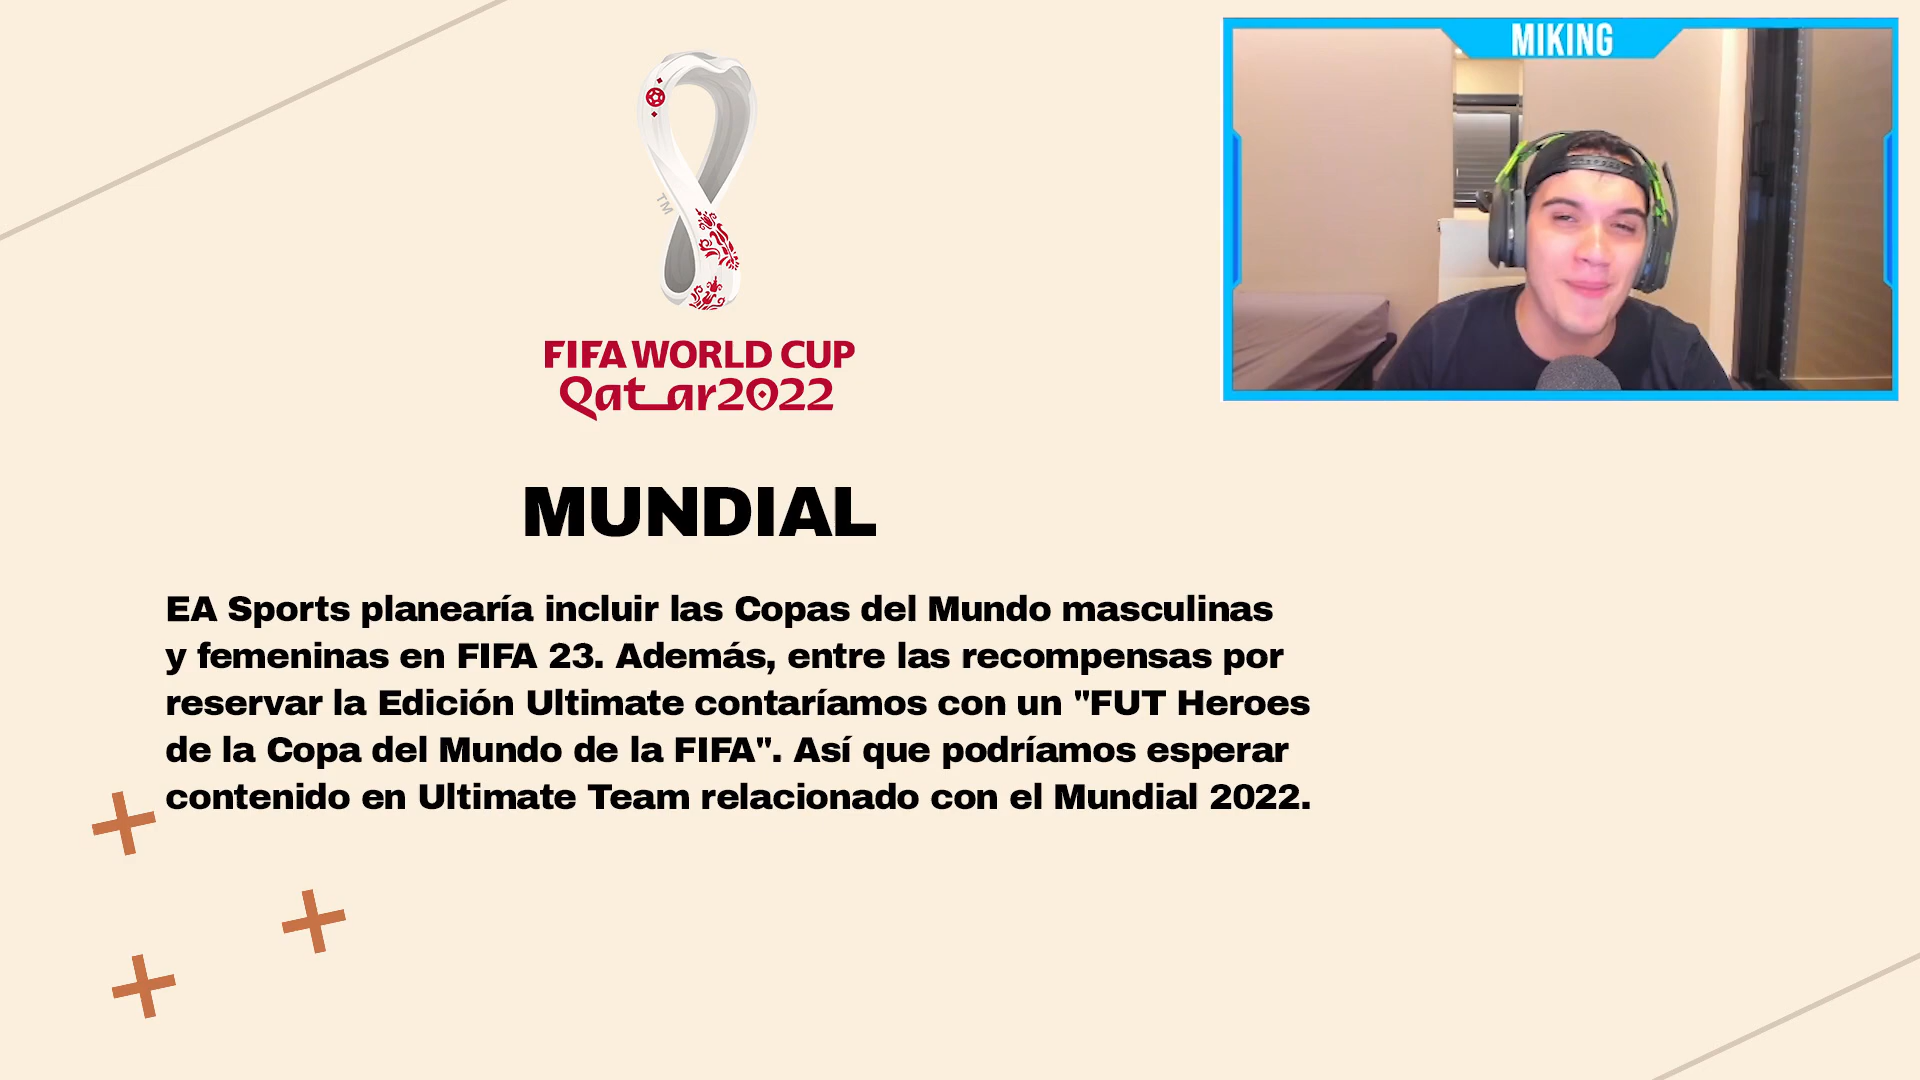 MIKING
TM
FIFA WORLD CUP
Qatar2022
MUNDIAL
EA Sports planearía incluir las Copas del Mundo masculinas
y femeninas en FIFA 23. Además, entre las recompensas por
reservar la Edición Ultimate contaríamos con un "FUT Heroes
de la Copa del Mundo de la FIFA". Así que podríamos esperar
contenido en Ultimate Team relacionado con el Mundial 2022.